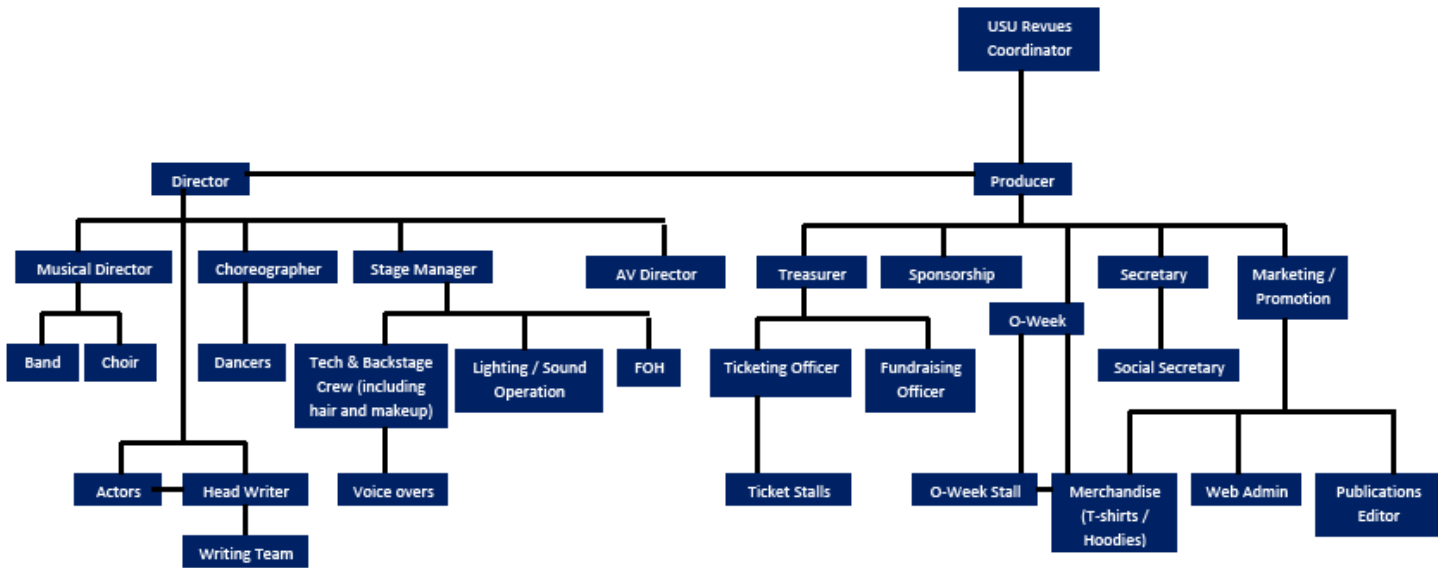 USU Revues
Coordinator
Director
Producer
Musical Director
Choreographer
Stage Manager
AV Director
Treasurer
Sponsorship
Secretary
Marketing /
Promotion
O-Week
Band
Choir
Dancers
Tech & Backstage
Crew (including
hair and makeup)
Lighting / Sound
Operation
FOH
Ticketing Officer
Fundraising
Officer
Social Secretary
Actors
Head Writer
Voice overs
Ticket Stalls
O-Week Stall
Merchandise
(T-shirts /
Hoodies)
Web Admin
Publications
Editor
Writing Team